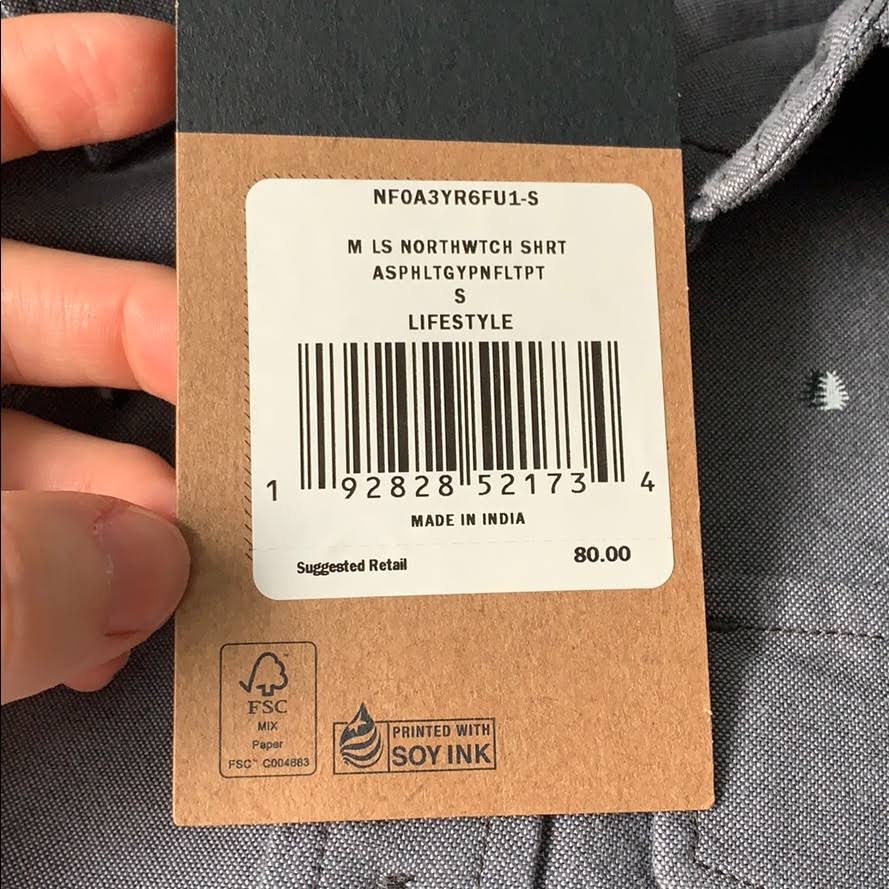 NF0A3YR6FU1-S
M LS NORTHWTCH SHRT
ASPHLTGYPNFLTPT
S
LIFESTYLE
1 92828 52173 4
MADE IN INDIA
Suggested Retail 80.00
FSC
MIX
Paper
FSC™ C004883
PRINTED WITH
SOY INK